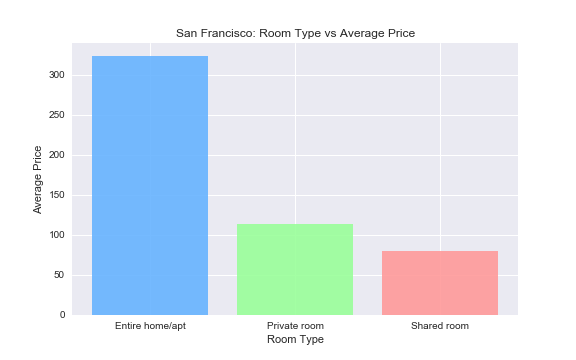 San Francisco: Room Type vs Average Price
300
250
200
150
100
50
0
Average Price
Entire home/apt Private room Shared room
Room Type